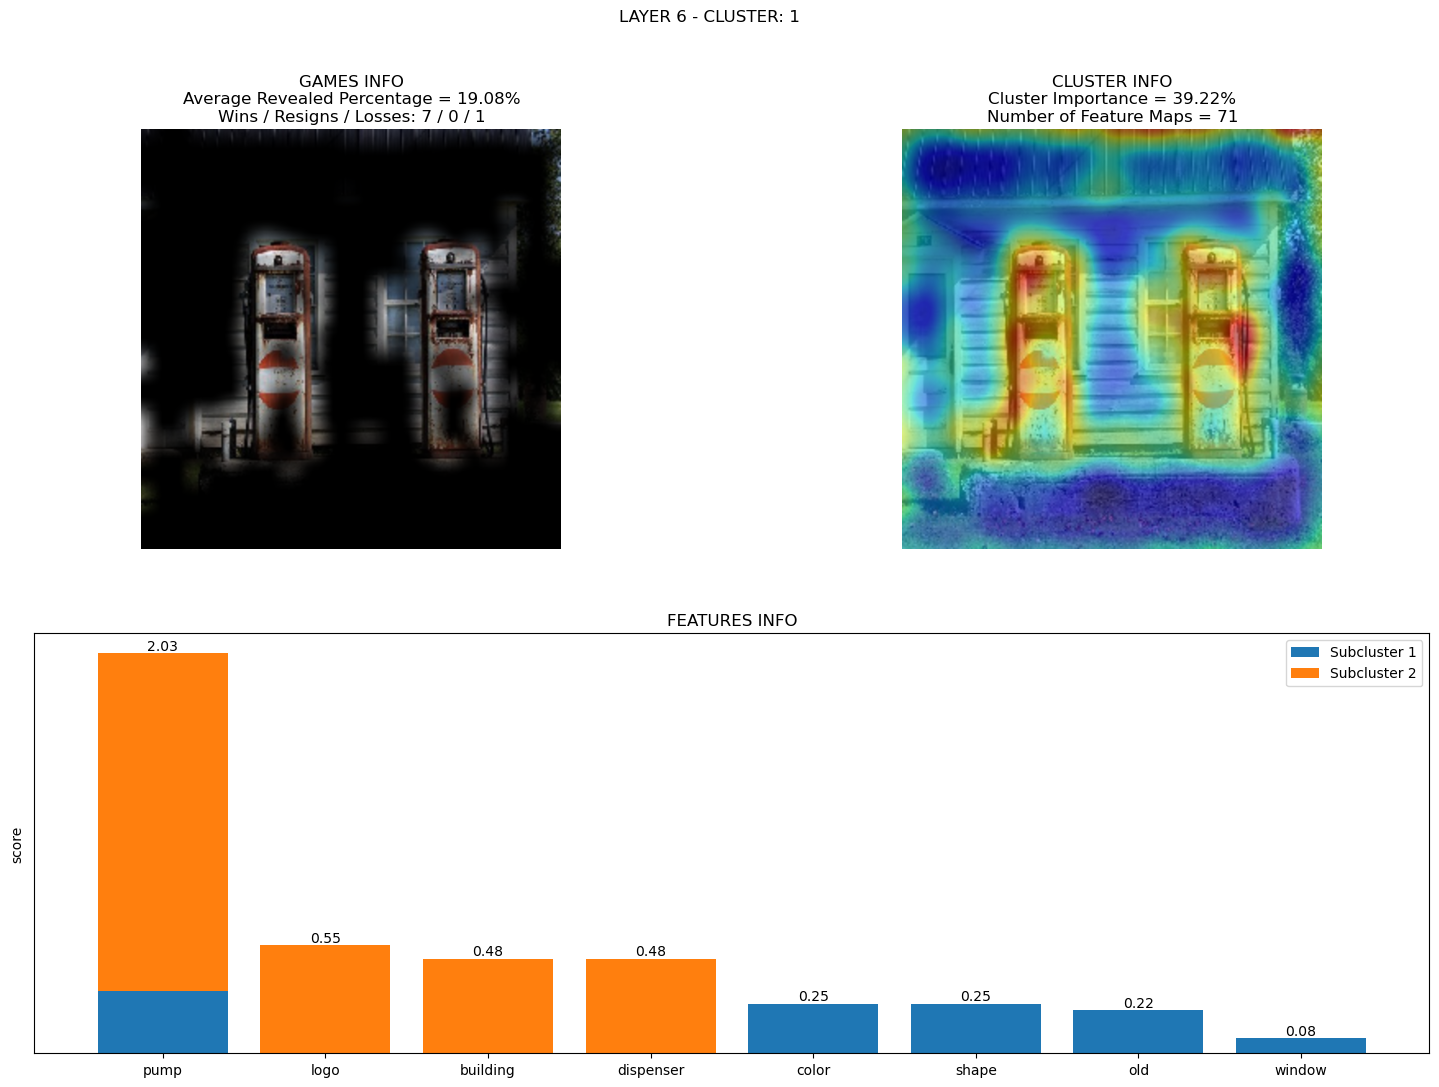 LAYER 6 - CLUSTER: 1
GAMES INFO
Average Revealed Percentage = 19.08%
Wins / Resigns / Losses: 7 / 0 / 1
CLUSTER INFO
Cluster Importance = 39.22%
Number of Feature Maps = 71
FEATURES INFO
score
2.03
0.55
0.48
0.48
0.25
0.25
0.22
0.08
Subcluster 1
Subcluster 2
pump
logo
building
dispenser
color
shape
old
window